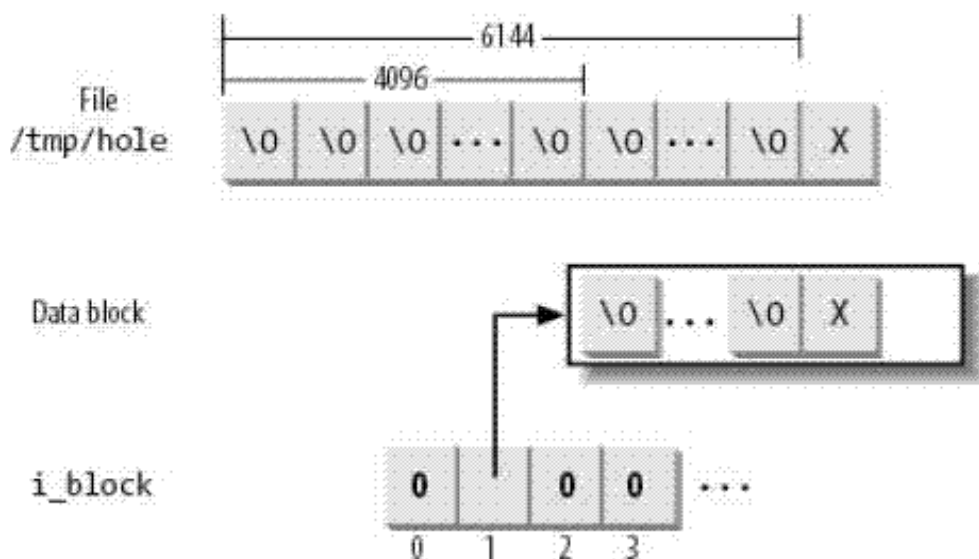 6144
4096
File
/tmp/hole
\0 \0 \0 ... \0 \0 ... \0 X
Data block
\0 ... \0 X
i_block
0 0 0 ...
0 1 2 3